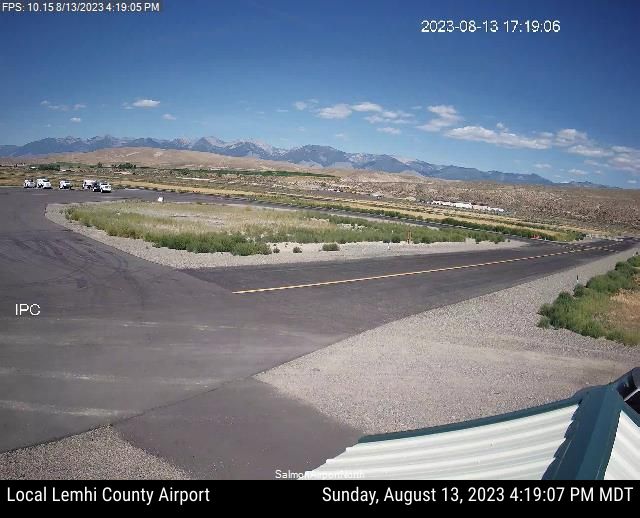 FPS: 10.15 8/13/2023 4:19:05 PM
2023-08-13 17:19:06
IPC
SalmonAirportNorth
Local Lemhi County Airport
Sunday, August 13, 2023 4:19:07 PM MDT